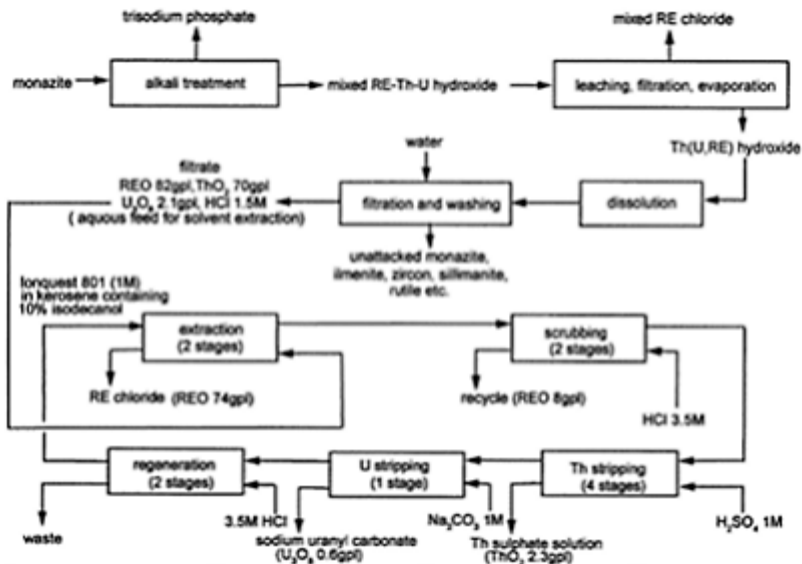 trisodium phosphate
mixed RE chloride
monazite
alkali treatment
mixed RE-Th-U hydroxide
leaching, filtration, evaporation
water
Th(U,RE) hydroxide
filtrate
REO 82gpl,ThO₂ 70gpl
U₃O₈ 2.1gpl, HCl 1.5M
( aquous feed for solvent extraction)
filtration and washing
dissolution
unattacked monazite,
ilmenite, zircon, sillimanite,
rutile etc.
Ionquest 801 (1M)
in kerosene containing
10% isodecanol
extraction
(2 stages)
scrubbing
(2 stages)
RE chloride (REO 74gpl)
recycle (REO 8gpl)
HCl 3.5M
regeneration
(2 stages)
U stripping
(1 stage)
Th stripping
(4 stages)
waste
3.5M HCl
sodium uranyl carbonate
(U₃O₈ 0.6gpl)
Na₂CO₃ 1M
Th sulphate solution
(ThO₂ 2.3gpl)
H₂SO₄ 1M